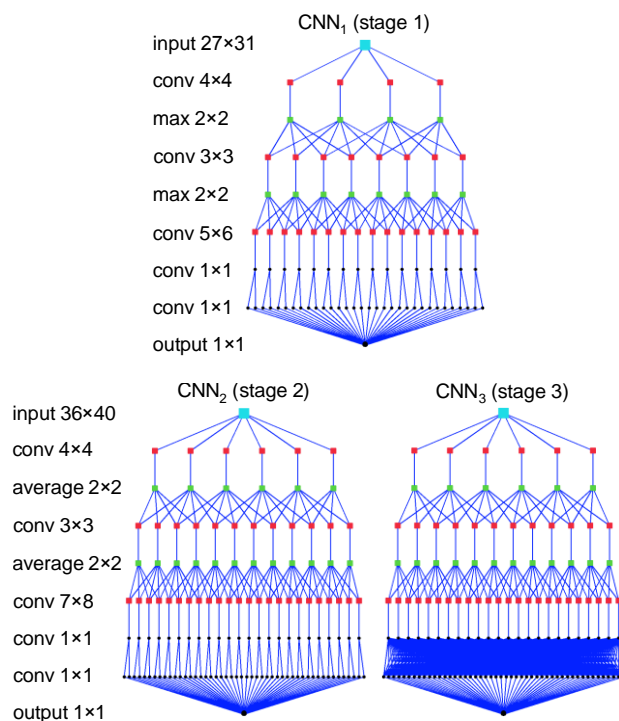 CNN₁ (stage 1)
input 27×31
conv 4×4
max 2×2
conv 3×3
max 2×2
conv 5×6
conv 1×1
conv 1×1
output 1×1
CNN₂ (stage 2)
CNN₃ (stage 3)
input 36×40
conv 4×4
average 2×2
conv 3×3
average 2×2
conv 7×8
conv 1×1
conv 1×1
output 1×1